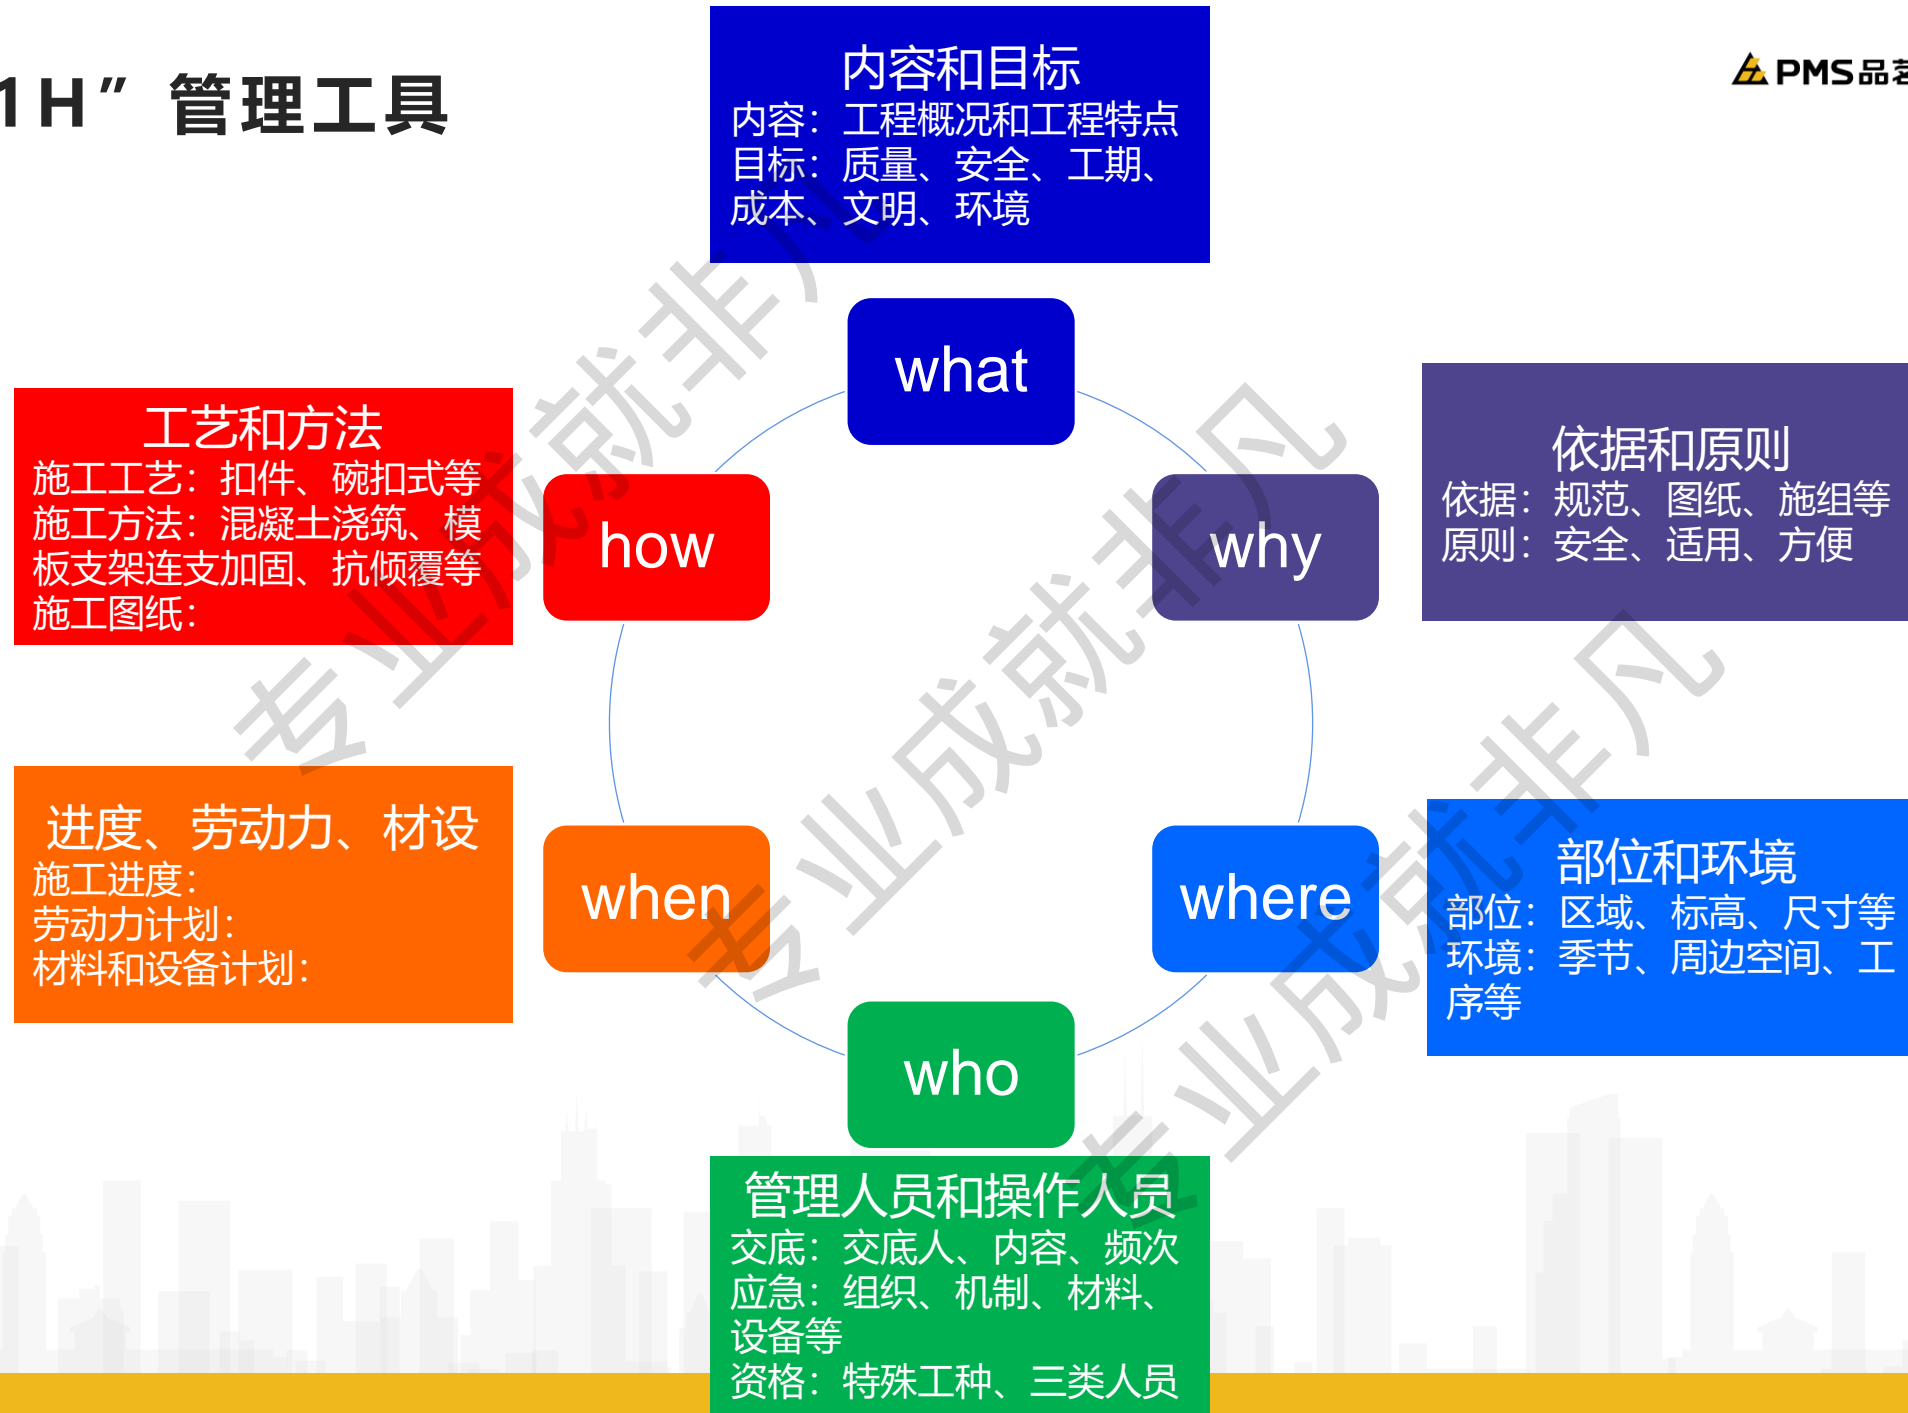 1H” 管理工具
PMS品茗
内容和目标
内容：工程概况和工程特点
目标：质量、安全、工期、
成本、文明、环境
what
why
依据和原则
依据：规范、图纸、施组等
原则：安全、适用、方便
where
部位和环境
部位：区域、标高、尺寸等
环境：季节、周边空间、工
序等
who
管理人员和操作人员
交底：交底人、内容、频次
应急：组织、机制、材料、
设备等
资格：特殊工种、三类人员
when
进度、劳动力、材设
施工进度：
劳动力计划：
材料和设备计划：
how
工艺和方法
施工工艺：扣件、碗扣式等
施工方法：混凝土浇筑、模
板支架连支加固、抗倾覆等
施工图纸：
专业成就非凡
专业成就非凡
专业成就非凡